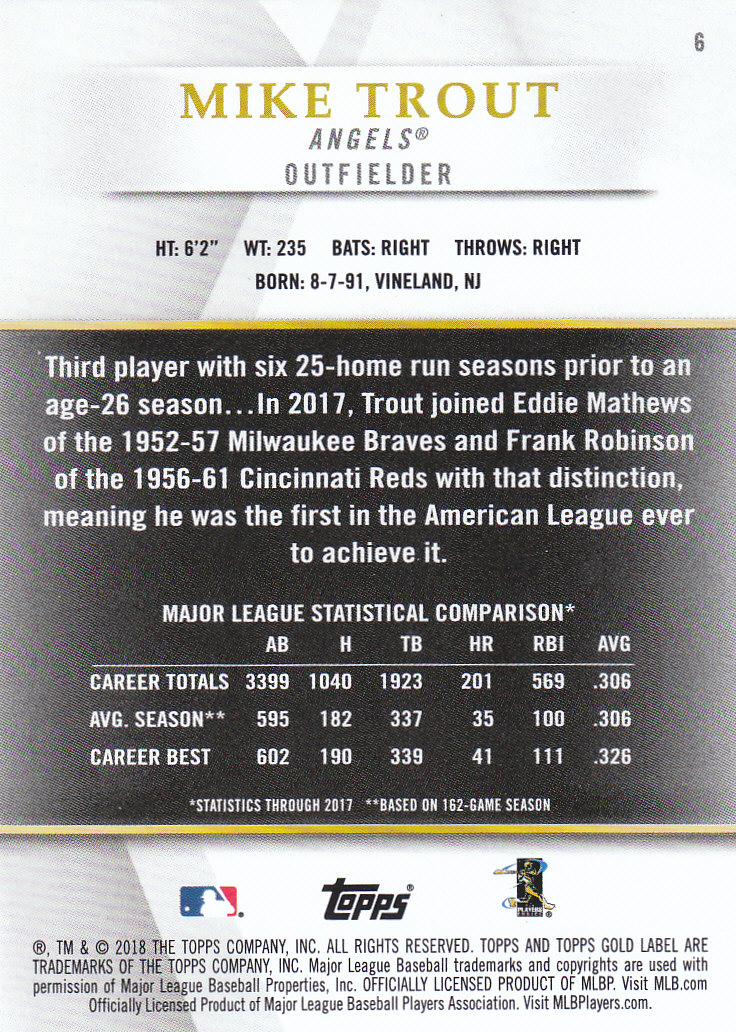 6
MIKE TROUT
ANGELS®
OUTFIELDER
HT: 6'2" WT: 235 BATS: RIGHT THROWS: RIGHT
BORN: 8-7-91, VINELAND, NJ
Third player with six 25-home run seasons prior to an
age-26 season...In 2017, Trout joined Eddie Mathews
of the 1952-57 Milwaukee Braves and Frank Robinson
of the 1956-61 Cincinnati Reds with that distinction,
meaning he was the first in the American League ever
to achieve it.
MAJOR LEAGUE STATISTICAL COMPARISON*
AB H TB HR RBI AVG
CAREER TOTALS 3399 1040 1923 201 569 .306
AVG. SEASON** 595 182 337 35 100 .306
CAREER BEST 602 190 339 41 111 .326
*STATISTICS THROUGH 2017 **BASED ON 162-GAME SEASON
Topps®
PLAYERS
CHOICE ®
®, TM & © 2018 THE TOPPS COMPANY, INC. ALL RIGHTS RESERVED. TOPPS AND TOPPS GOLD LABEL ARE
TRADEMARKS OF THE TOPPS COMPANY, INC. Major League Baseball trademarks and copyrights are used with
permission of Major League Baseball Properties, Inc. OFFICIALLY LICENSED PRODUCT OF MLBP. Visit MLB.com
Officially Licensed Product of Major League Baseball Players Association. Visit MLBPlayers.com.